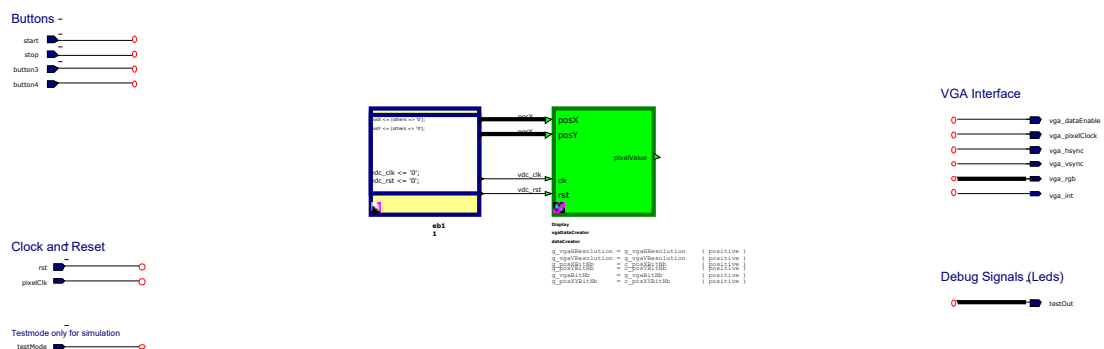 Buttons
start
stop
button3
button4
posX <= (others => '0');
posY <= (others => '0');
vdc_clk <= '0';
vdc_rst <= '0';
eb1
1
posX
posX
vdc_clk
vdc_rst
posX
posY
pixelValue
clk
rst
Display
vgaDataCreator
dataCreator
g_vgaHResolution = g_vgaHResolution ( positive )
g_vgaVResolution = g_vgaVResolution ( positive )
g_posXBitNb = c_posXBitNb ( positive )
g_posYBitNb = c_posYBitNb ( positive )
g_vgaBitNb = g_vgaBitNb ( positive )
g_posXYBitNb = c_posXYBitNb ( positive )
VGA Interface
vga_dataEnable
vga_pixelClock
vga_hsync
vga_vsync
vga_rgb
vga_int
Clock and Reset
rst
pixelClk
Debug Signals (Leds)
testOut
Testmode only for simulation
testMode